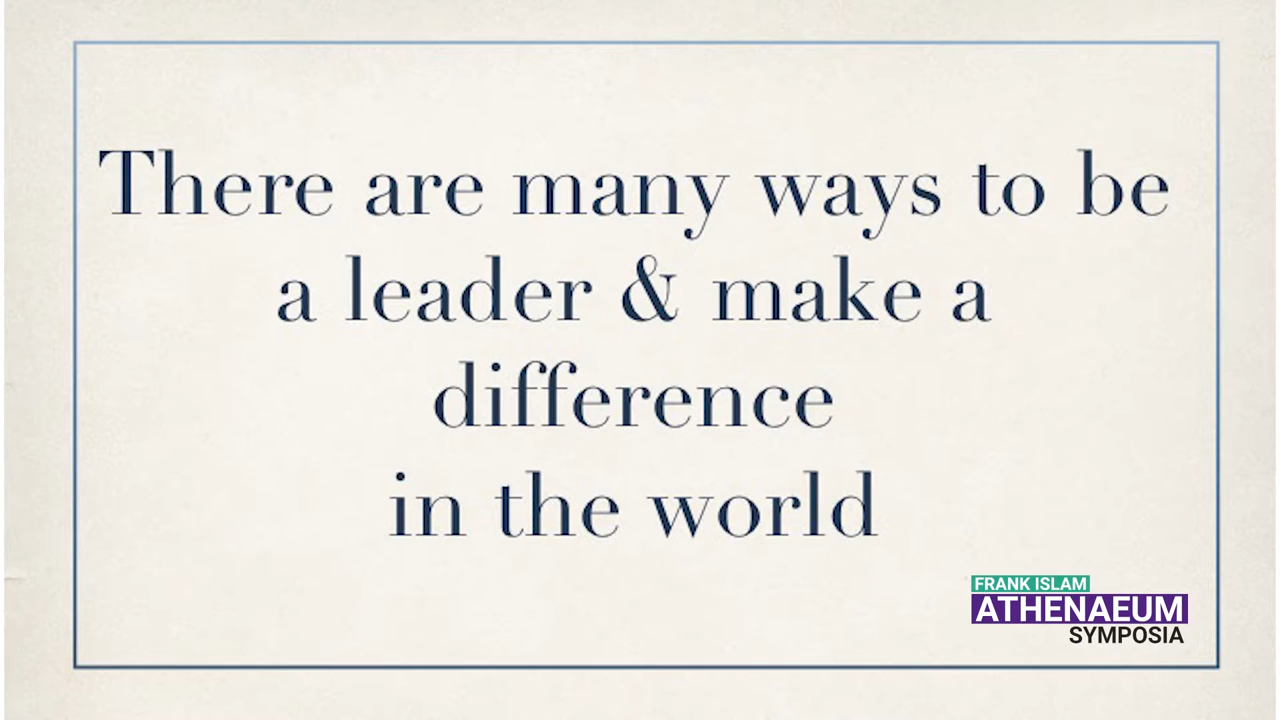 There are many ways to be
a leader & make a
difference
in the world
FRANK ISLAM
ATHENAEUM
SYMPOSIA